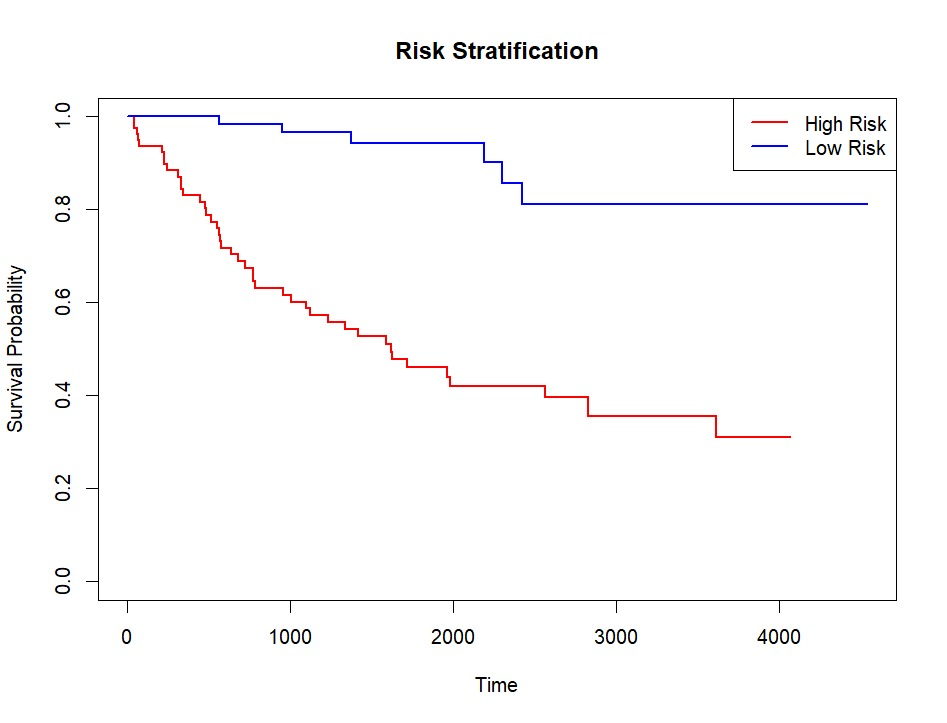 Risk Stratification
High Risk
Low Risk
Survival Probability
1.0
0.8
0.6
0.4
0.2
0.0
0 1000 2000 3000 4000
Time